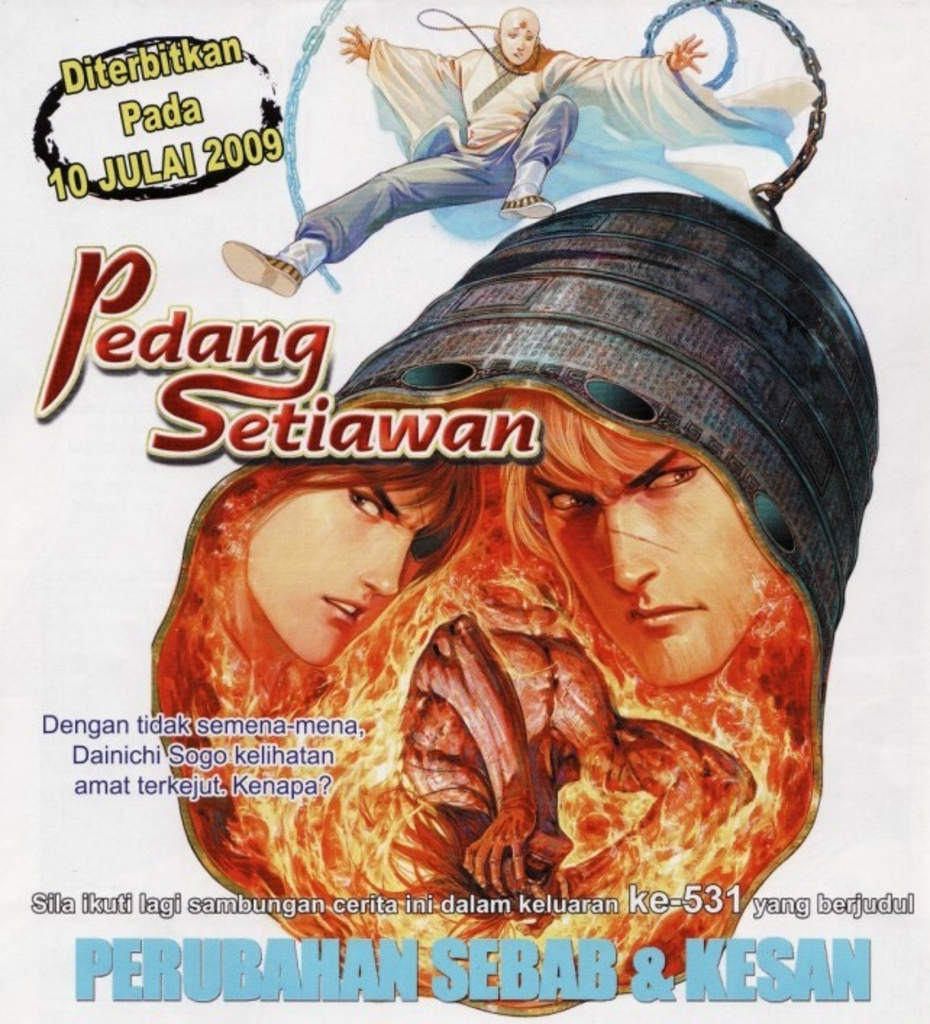 Diterbitkan
Pada
10 JULAI 2009
Pedang
Setiawan
Dengan tidak semena-mena,
Dainichi Sogo kelihatan
amat terkejut. Kenapa?
Sila ikuti lagi sambungan cerita ini dalam keluaran ke-531 yang berjudul
PERUBAHAN SEBAB & KESAN